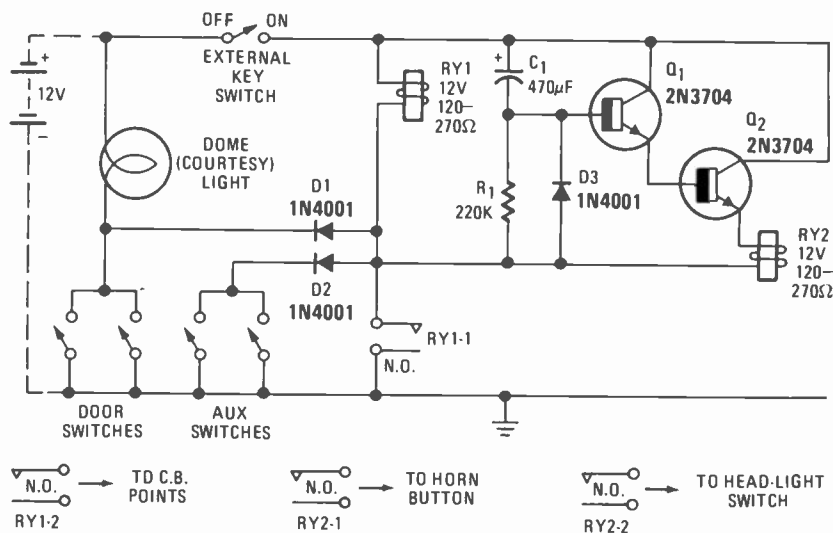 OFF ON
EXTERNAL
KEY
SWITCH
+
12V
−
DOME
(COURTESY)
LIGHT
RY1
12V
120–
270Ω
+
C1
470µF
Q1
2N3704
Q2
2N3704
D1
1N4001
R1
220K
D3
1N4001
D2
1N4001
RY2
12V
120–
270Ω
RY1-1
N.O.
DOOR
SWITCHES
AUX
SWITCHES
N.O.
RY1-2
TD C.B.
POINTS
N.O.
RY2-1
TO HORN
BUTTON
N.O.
RY2-2
TO HEAD-LIGHT
SWITCH